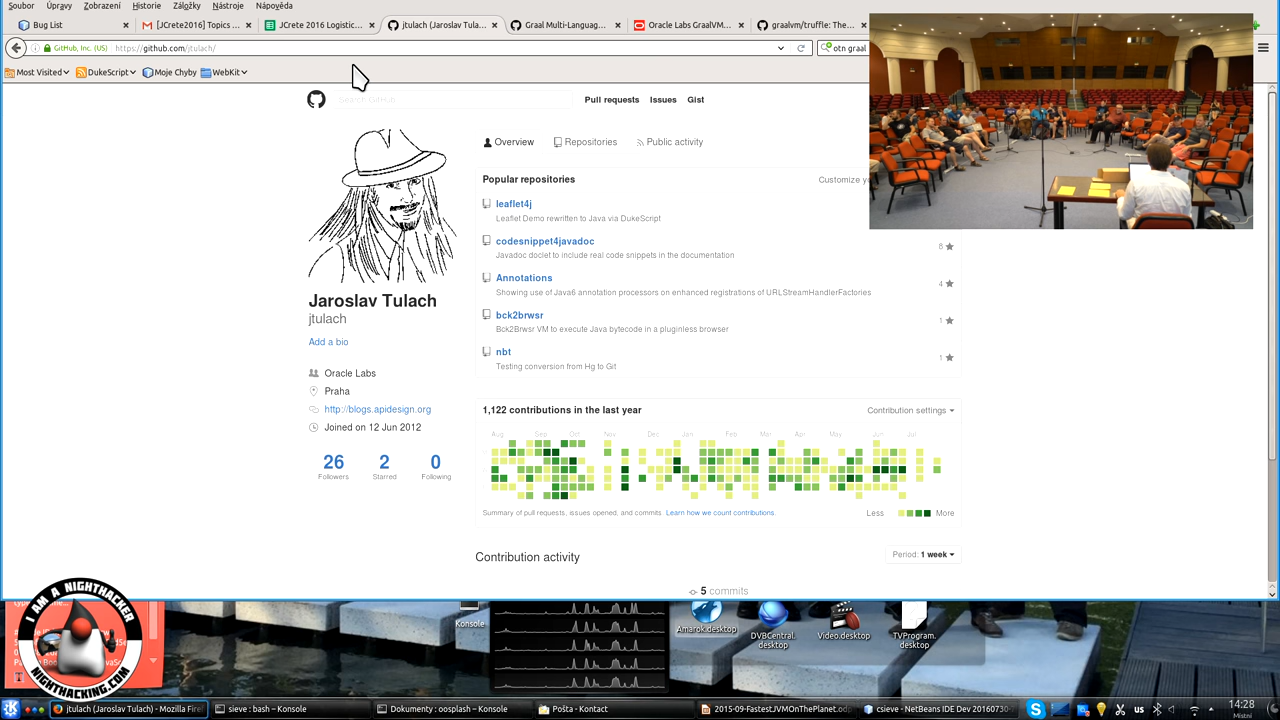 Soubor Úpravy Zobrazení Historie Záložky Nástroje Nápověda
Bug List × [JCrete2016] Topics ... × JCrete 2016 Logistic... × jtulach (Jaroslav Tul... × Graal Multi-Language... × Oracle Labs GraalVM... × graalvm/truffle: The...
GitHub, Inc. (US) https://github.com/jtulach/ otn graal
Most Visited DukeScript Moje Chyby WebKit
Search GitHub Pull requests Issues Gist
Overview Repositories Public activity
Popular repositories Customize yo
leaflet4j
Leaflet Demo rewritten to Java via DukeScript
codesnippet4javadoc
Javadoc doclet to include real code snippets in the documentation
8
Annotations
Showing use of Java6 annotation processors on enhanced registrations of URLStreamHandlerFactories
4
bck2brwsr
Bck2Brwsr VM to execute Java bytecode in a pluginless browser
1
nbt
Testing conversion from Hg to Git
1
Jaroslav Tulach
jtulach
Add a bio
Oracle Labs
Praha
http://blogs.apidesign.org
Joined on 12 Jun 2012
26 2 0
Followers Starred Following
1,122 contributions in the last year Contribution settings
Aug Sep Oct Nov Dec Jan Feb Mar Apr May Jun Jul
Summary of pull requests, issues opened, and commits. Learn how we count contributions. Less More
Contribution activity Period: 1 week
5 commits
I AM A NIGHTHACKER
NIGHTHACKING.COM
Konsole
Amarok.desktop
DVBCentral.desktop
Video.desktop
TVProgram.desktop
jtulach (Jaroslav Tulach) - Mozilla Firef sieve : bash – Konsole Dokumenty : oosplash – Konsole Pošta - Kontact 2015-09-FastestJVMOnThePlanet.odp csieve - NetBeans IDE Dev 20160730- us 14:28
Místní